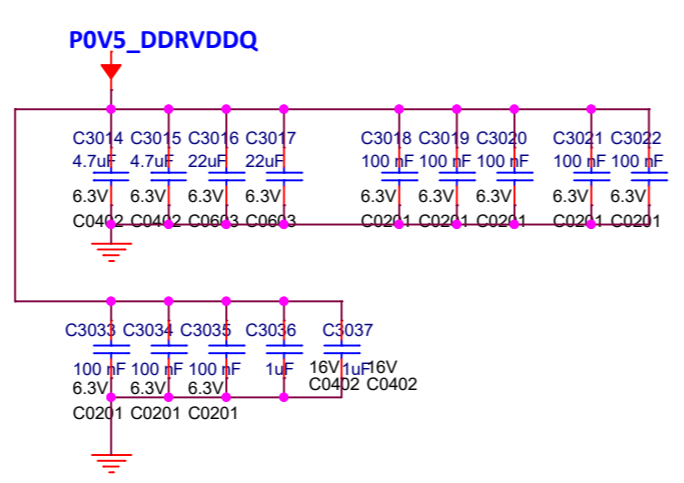 P0V5_DDRVDDQ
C3014 C3015 C3016 C3017 C3018 C3019 C3020 C3021 C3022
4.7uF 4.7uF 22uF 22uF 100 nF 100 nF 100 nF 100 nF 100 nF
6.3V 6.3V 6.3V 6.3V 6.3V 6.3V 6.3V 6.3V 6.3V
C0402 C0402 C0603 C0603 C0201 C0201 C0201 C0201 C0201
C3033 C3034 C3035 C3036 C3037
100 nF 100 nF 100 nF 1uF 16V 1uF 16V
6.3V 6.3V 6.3V C0402 C0402
C0201 C0201 C0201